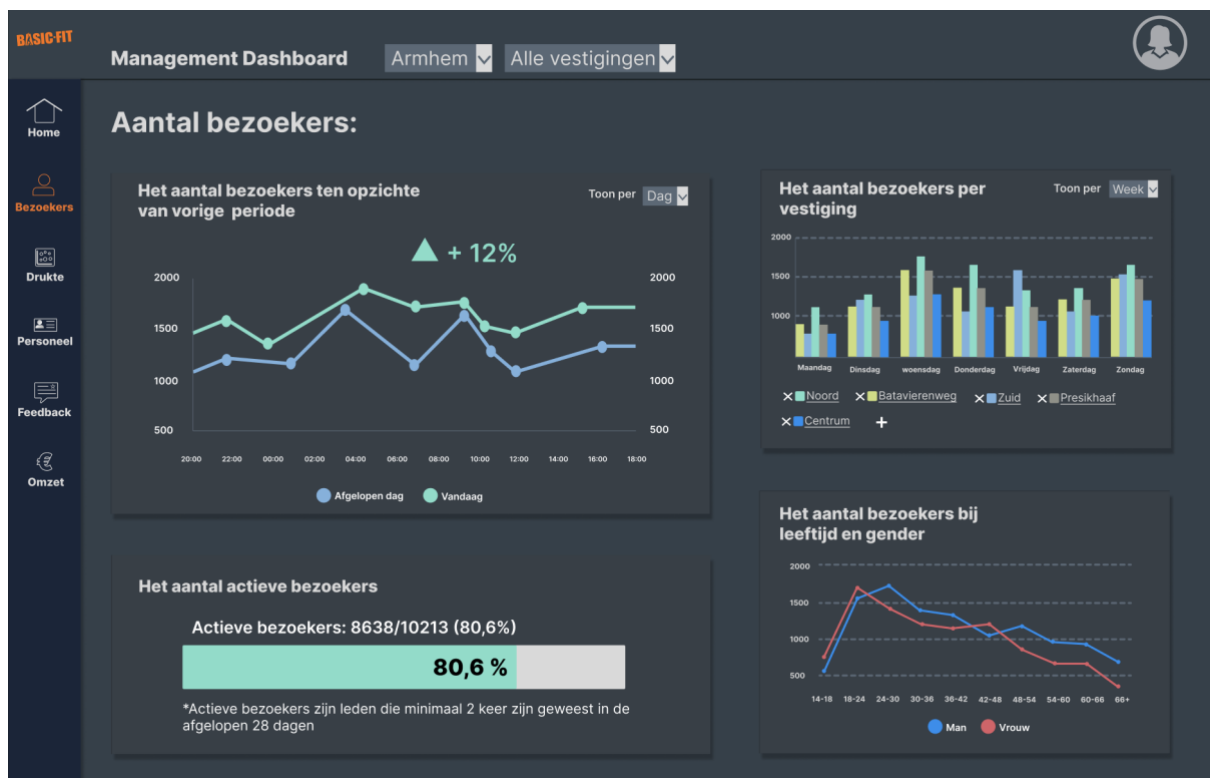 BASIC-FIT
Management Dashboard
Armhem
Alle vestigingen
Home
Bezoekers
Drukte
Personeel
Feedback
Omzet
Aantal bezoekers:
Het aantal bezoekers ten opzichte
van vorige periode
Toon per Dag
+ 12%
2000
1500
1000
500
2000
1500
1000
500
20:00 22:00 00:00 02:00 04:00 06:00 08:00 10:00 12:00 14:00 16:00 18:00
Afgelopen dag Vandaag
Het aantal actieve bezoekers
Actieve bezoekers: 8638/10213 (80,6%)
80,6 %
*Actieve bezoekers zijn leden die minimaal 2 keer zijn geweest in de
afgelopen 28 dagen
Het aantal bezoekers per
vestiging
Toon per Week
2000
1500
1000
Maandag Dinsdag woensdag Donderdag Vrijdag Zaterdag Zondag
Noord Batavierenweg Zuid Presikhaaf
Centrum +
Het aantal bezoekers bij
leeftijd en gender
2000
1500
1000
500
14-18 18-24 24-30 30-36 36-42 42-48 48-54 54-60 60-66 66+
Man Vrouw